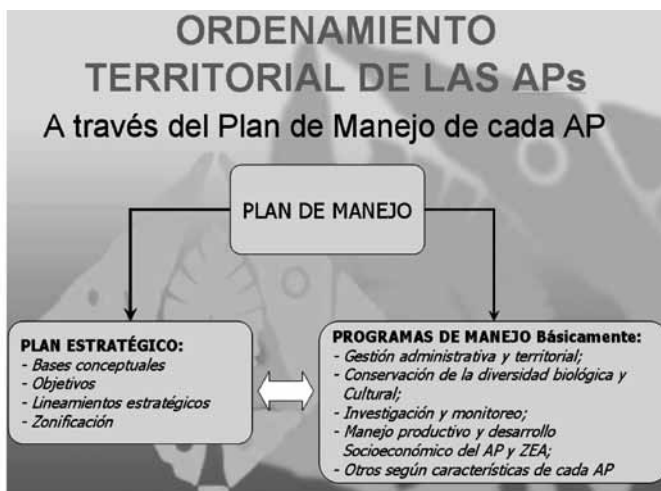 ORDENAMIENTO
TERRITORIAL DE LAS APs
A través del Plan de Manejo de cada AP
PLAN DE MANEJO
PLAN ESTRATÉGICO:
- Bases conceptuales
- Objetivos
- Lineamientos estratégicos
- Zonificación
PROGRAMAS DE MANEJO Básicamente:
- Gestión administrativa y territorial;
- Conservación de la diversidad biológica y
Cultural;
- Investigación y monitoreo;
- Manejo productivo y desarrollo
Socioeconómico del AP y ZEA;
- Otros según características de cada AP